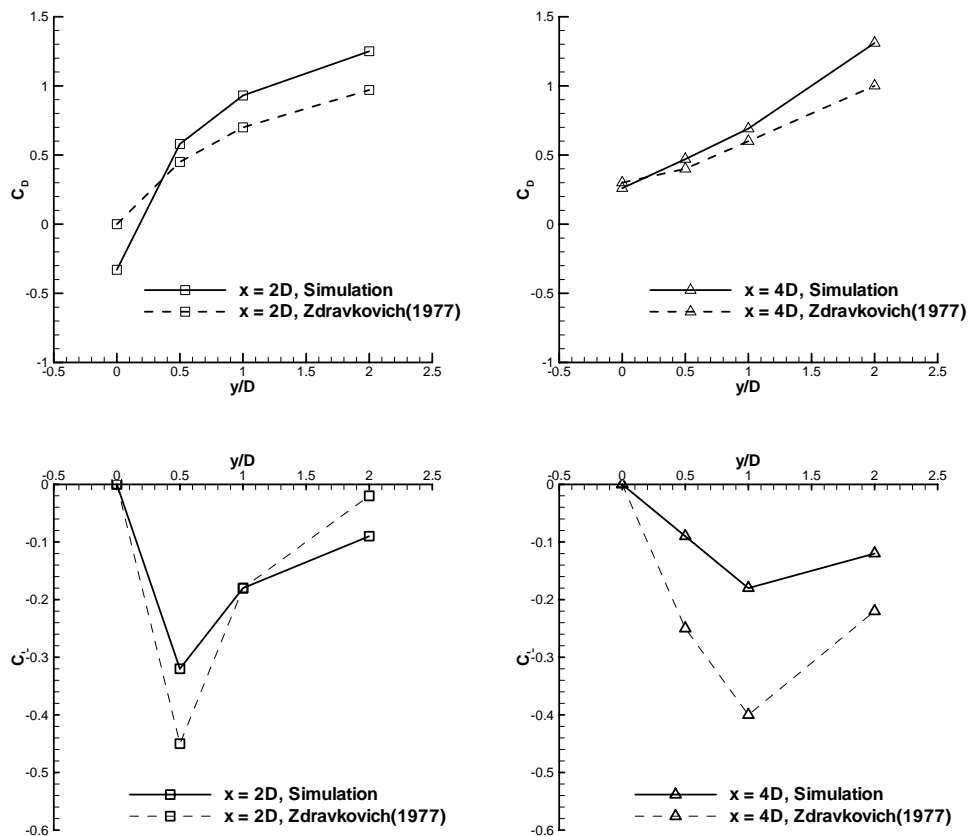 1.5
1
0.5
0
-0.5
-1
C_D
-0.5 0 0.5 1 1.5 2 2.5
y/D
x = 2D, Simulation
x = 2D, Zdravkovich(1977)
1.5
1
0.5
0
-0.5
-1
C_D
-0.5 0 0.5 1 1.5 2 2.5
y/D
x = 4D, Simulation
x = 4D, Zdravkovich(1977)
y/D
-0.5 0 0.5 1 1.5 2 2.5
0
-0.1
-0.2
-0.3
-0.4
-0.5
-0.6
C_L
x = 2D, Simulation
x = 2D, Zdravkovich(1977)
y/D
-0.5 0 0.5 1 1.5 2 2.5
0
-0.1
-0.2
-0.3
-0.4
-0.5
-0.6
C_L
x = 4D, Simulation
x = 4D, Zdravkovich(1977)